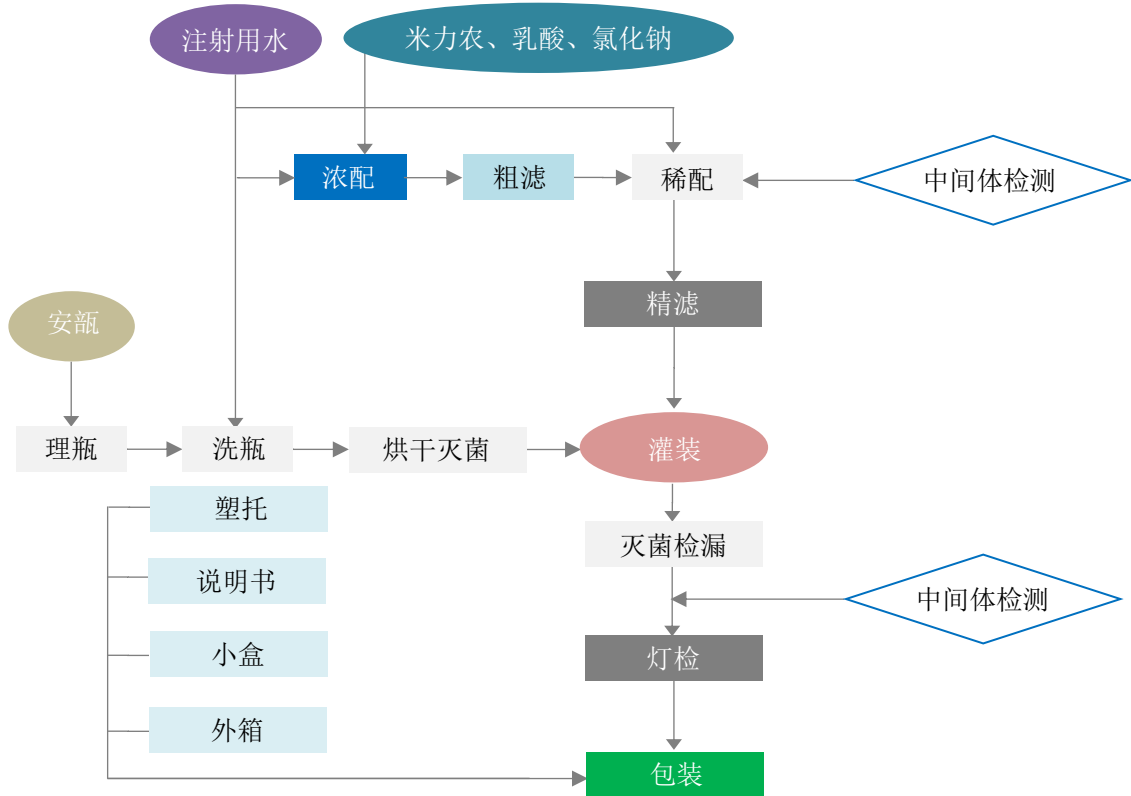 注射用水
米力农、乳酸、氯化钠
浓配
粗滤
稀配
中间体检测
精滤
安瓿
理瓶
洗瓶
烘干灭菌
灌装
塑托
灭菌检漏
说明书
中间体检测
小盒
灯检
外箱
包装